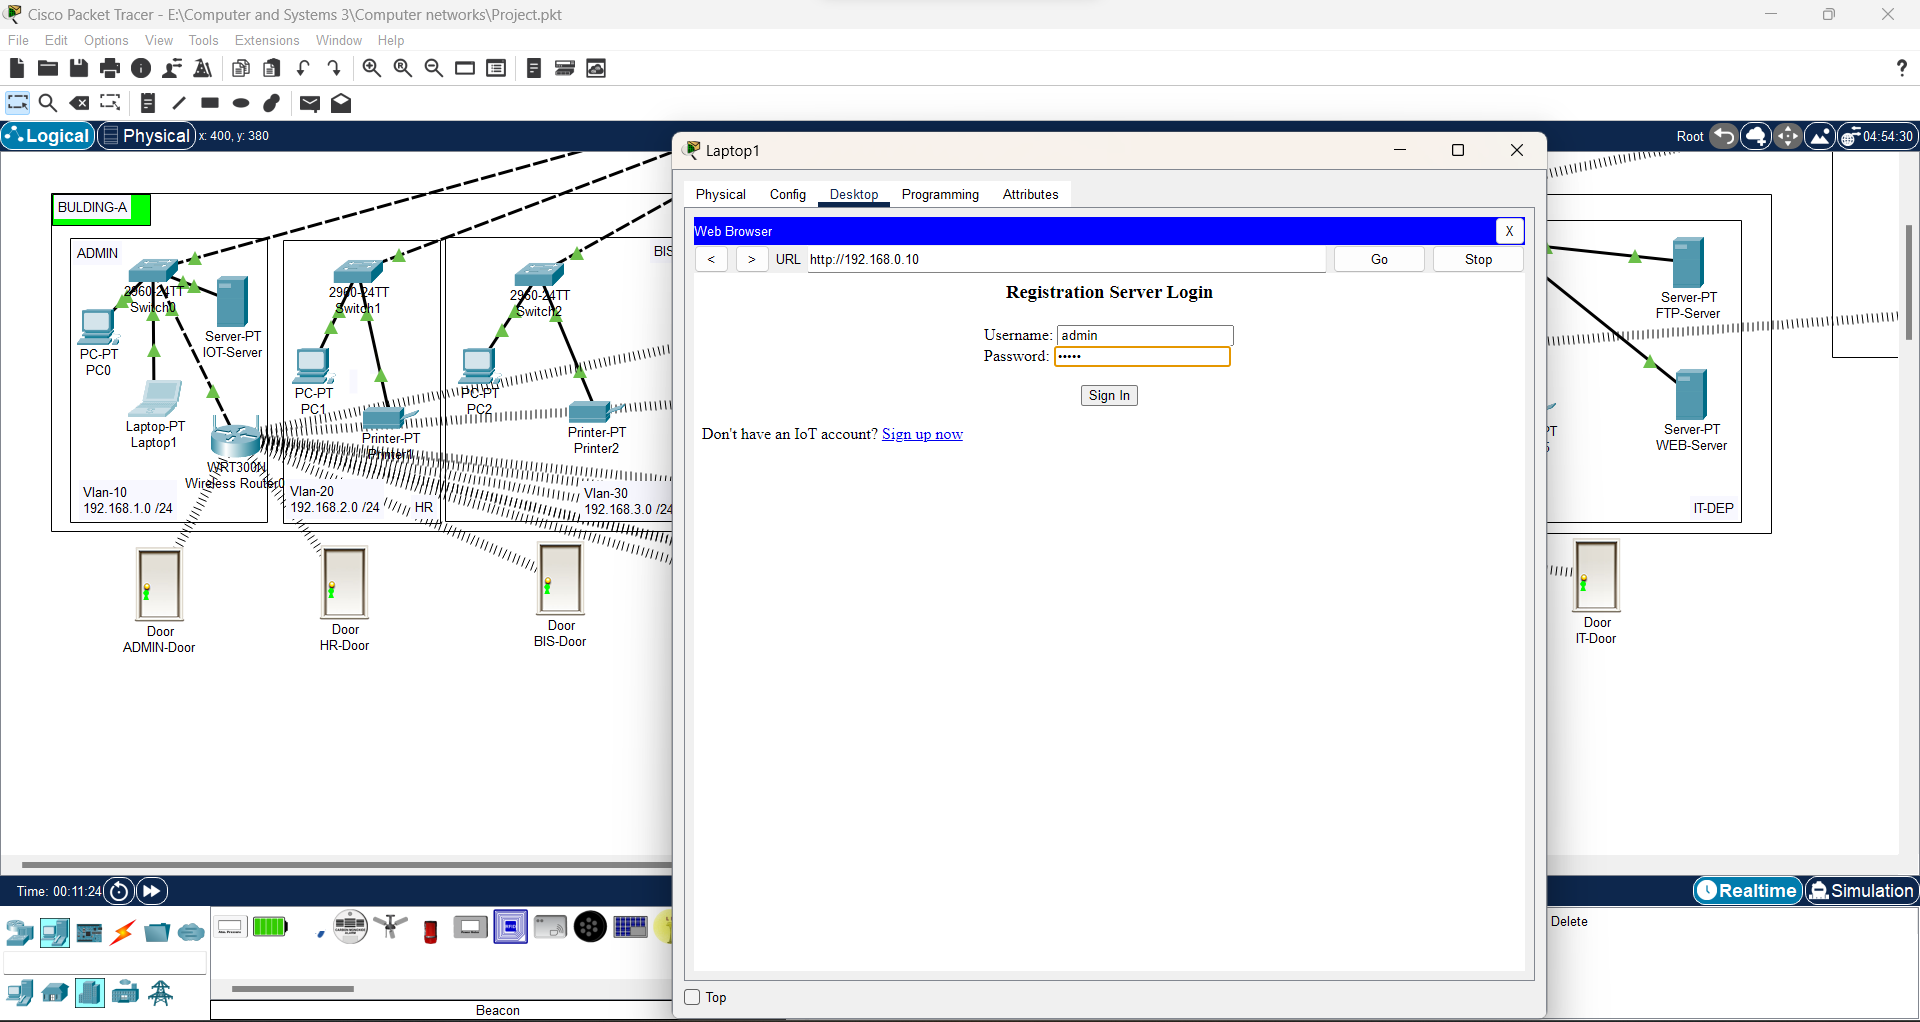 Cisco Packet Tracer - E:\Computer and Systems 3\Computer networks\Project.pkt
File Edit Options View Tools Extensions Window Help
Logical Physical x: 400, y: 380 Root 04:54:30
BULDING-A
ADMIN
2960-24TT
Switch0
Server-PT
IOT-Server
PC-PT
PC0
Laptop-PT
Laptop1
WRT300N
Wireless Router0
Vlan-10
192.168.1.0 /24
2960-24TT
Switch1
PC-PT
PC1
Printer-PT
Printer1
Vlan-20
192.168.2.0 /24
HR
BIS
2960-24TT
Switch2
PC-PT
PC2
Printer-PT
Printer2
Vlan-30
192.168.3.0 /24
Door
ADMIN-Door
Door
HR-Door
Door
BIS-Door
Laptop1
Physical Config Desktop Programming Attributes
Web Browser X
< > URL http://192.168.0.10 Go Stop
Registration Server Login
Username: admin
Password: •••••
Sign In
Don't have an IoT account? Sign up now
Top
Server-PT
FTP-Server
Server-PT
WEB-Server
IT-DEP
Door
IT-Door
Time: 00:11:24
Realtime Simulation
RFID
Delete
Beacon